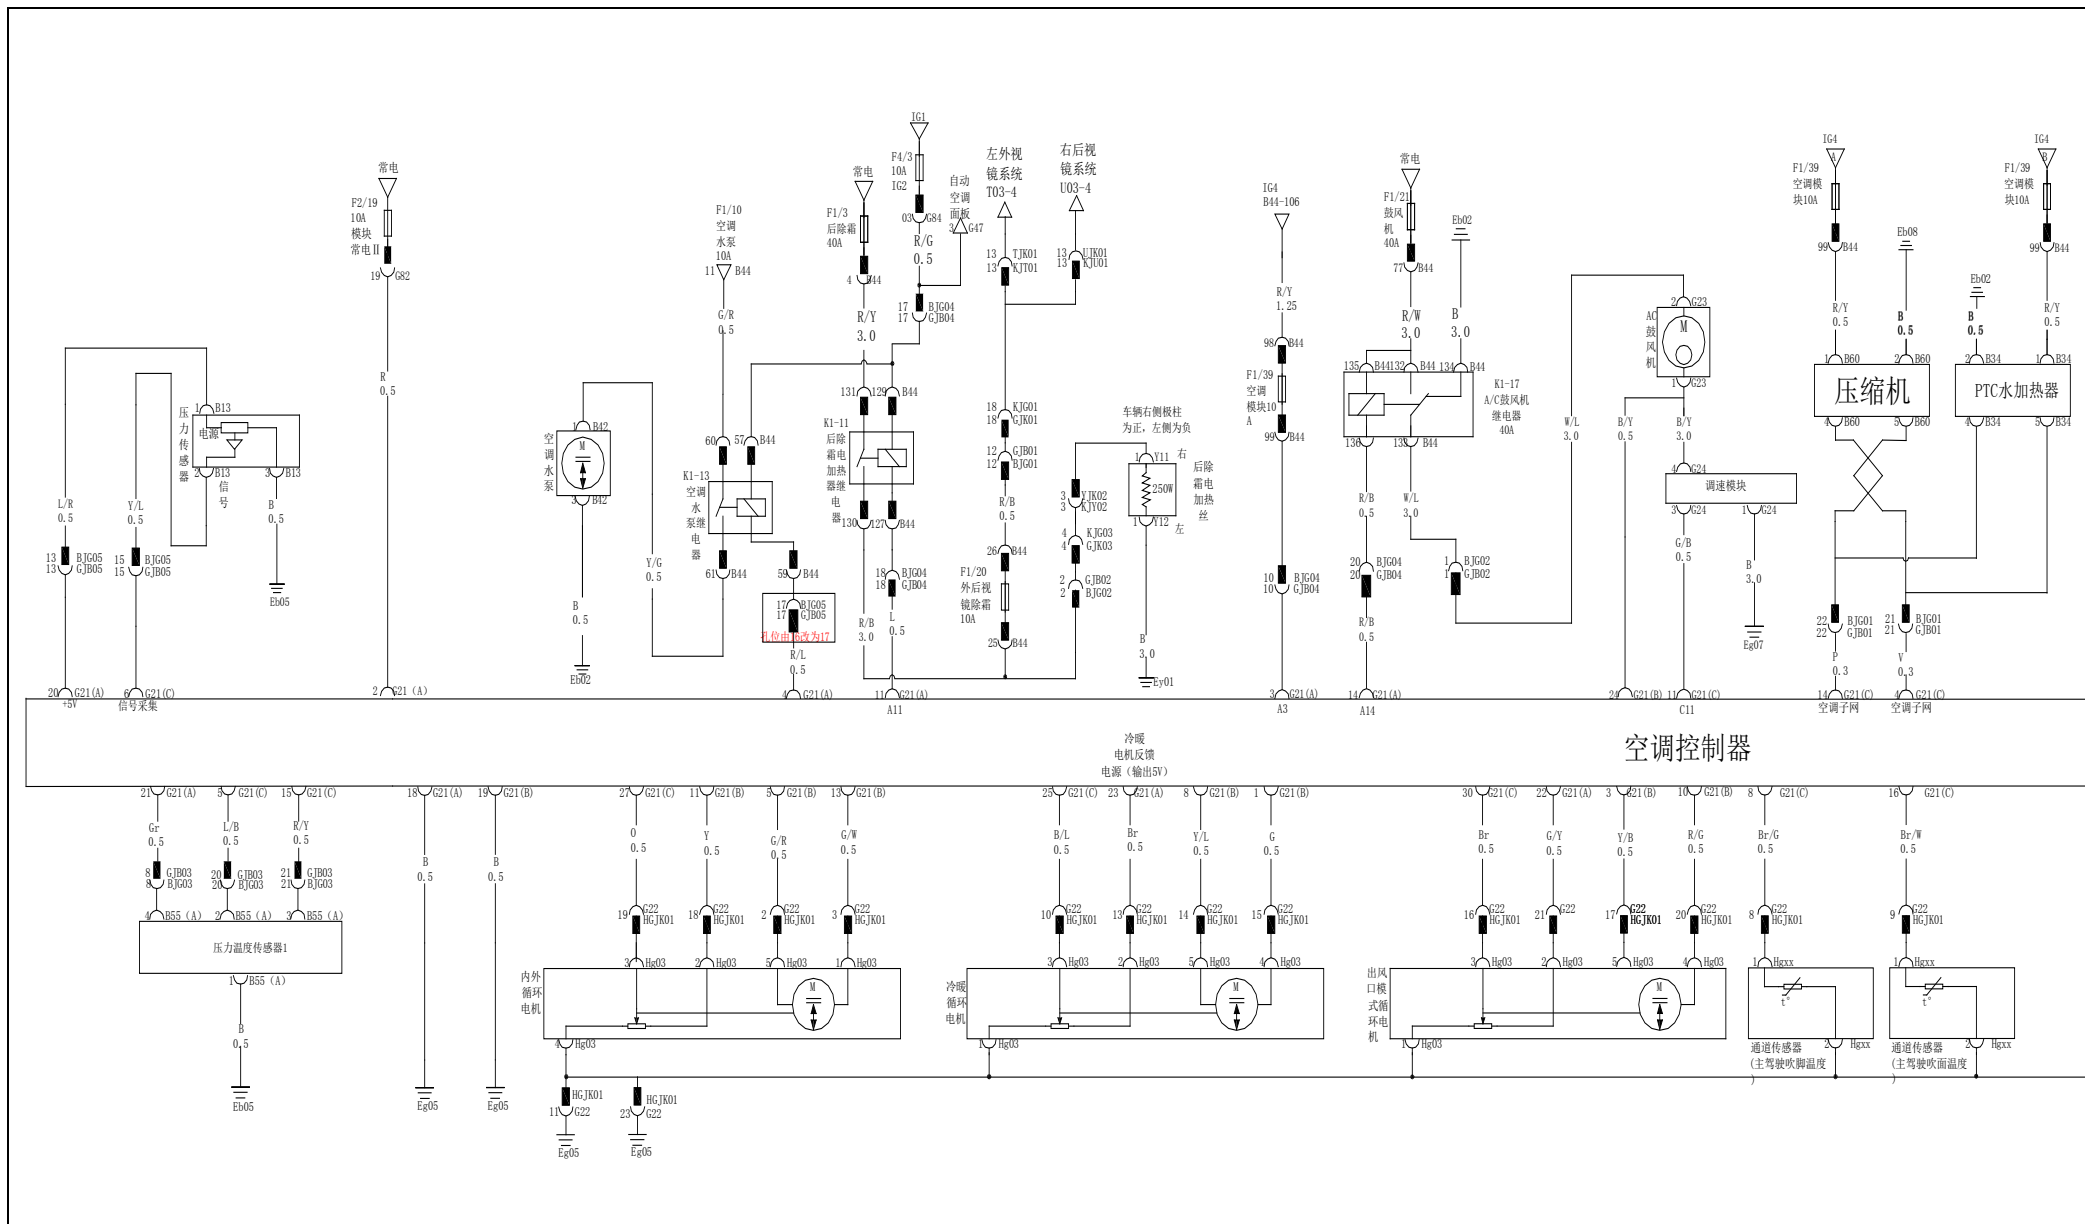 IG1
F4/3
10A
IG2
03 G84
R/G
0.5
自动
空调
面板
3 G47
左外视
镜系统
T03-4
右后视
镜系统
U03-4
常电
F2/19
10A
模块
常电Ⅱ
19 G82
R
0.5
2 G21 (A)
F1/10
空调
水泵
10A
11 B44
G/R
0.5
常电
F1/3
后除霜
40A
4 B44
R/Y
3.0
17 BJG04
17 GJB04
13 TJK01
13 KJT01
13 UJK01
13 KJU01
IG4
B44-106
R/Y
1.25
98 B44
F1/39
空调
模块10
A
99 B44
10 BJG04
10 GJB04
3 G21(A)
A3
常电
F1/21
鼓风
机
40A
77 B44
R/W
3.0
Eb02
B
3.0
135 B44 132 B44 134 B44
K1-17
A/C鼓风机
继电器
40A
136 133 B44
R/B
0.5
W/L
3.0
20 BJG04
20 GJB04
1 BJG02
1 GJB02
R/B
0.5
14 G21(A)
A14
W/L
3.0
2 G23
AC
鼓
风
机
M
1 G23
B/Y
0.5
B/Y
3.0
4 G24
调速模块
3 G24
1 G24
G/B
0.5
B
3.0
Eg07
24 G21(B)
11 G21(C)
C11
IG4
A
F1/39
空调模
块10A
99 B44
R/Y
0.5
Eb08
B
0.5
1 B60
2 B60
压缩机
4 B60
5 B60
Eb02
B
0.5
IG4
B
F1/39
空调模
块10A
99 B44
R/Y
0.5
2 B34
1 B34
PTC水加热器
4 B34
5 B34
22 BJG01
22 GJB01
21 BJG01
21 GJB01
P
0.3
V
0.3
14 G21(C)
空调子网
4 G21(C)
空调子网
压
力
传
感
器
1 B13
电源
2 B13
信
号
3 B13
B
0.5
Eb05
L/R
0.5
Y/L
0.5
13 BJG05
13 GJB05
15 BJG05
15 GJB05
20 G21(A)
+5V
6 G21(C)
信号采集
空
调
水
泵
1 B42
M
3 B42
B
0.5
Eb02
Y/G
0.5
60 57 B44
K1-13
空调
水
泵继
电
器
61 B44
59 B44
17 BJG05
17 GJB05
孔位由16改为17
R/L
0.5
4 G21(A)
131 129 B44
K1-11
后除
霜电
加热
器继
电
器
130 127 B44
R/B
3.0
18 BJG04
18 GJB04
L
0.5
11 G21(A)
A11
18 KJG01
18 GJK01
12 GJB01
12 BJG01
R/B
0.5
26 B44
F1/20
外后视
镜除霜
10A
25 B44
3 YJK02
3 KJY02
4 KJG03
4 GJK03
2 GJB02
2 BJG02
车辆右侧极柱
为正，左侧为负
1 Y11 右
250W
1 Y12 左
后除
霜电
加热
丝
B
3.0
Ey01
空调控制器
冷暖
电机反馈
电源（输出5V）
21 G21(A)
5 G21(C)
15 G21(C)
18 G21(A)
19 G21(B)
27 G21(C)
11 G21(B)
5 G21(B)
13 G21(B)
25 G21(C)
23 G21(A)
8 G21(B)
1 G21(B)
30 G21(C)
22 G21(A)
3 G21(B)
10 G21(B)
8 G21(C)
16 G21(C)
Gr
0.5
L/B
0.5
R/Y
0.5
B
0.5
B
0.5
O
0.5
Y
0.5
G/R
0.5
G/W
0.5
B/L
0.5
Br
0.5
Y/L
0.5
G
0.5
Br
0.5
G/Y
0.5
Y/B
0.5
R/G
0.5
Br/G
0.5
Br/W
0.5
8 GJB03
8 BJG03
20 GJB03
20 BJG03
21 GJB03
21 BJG03
4 B55 (A)
2 B55 (A)
3 B55 (A)
压力温度传感器1
1 B55 (A)
B
0.5
Eb05
Eg05
Eg05
19 G22
HGJK01
18 G22
HGJK01
2 G22
HGJK01
3 G22
HGJK01
10 G22
HGJK01
13 G22
HGJK01
14 G22
HGJK01
15 G22
HGJK01
16 G22
HGJK01
21 G22
17 G22
HGJK01
20 G22
HGJK01
8 G22
HGJK01
9 G22
HGJK01
3 Hg03
2 Hg03
5 Hg03
1 Hg03
内外
循环
电机
M
4 Hg03
3 Hg03
2 Hg03
5 Hg03
4 Hg03
冷暖
循环
电机
M
1 Hg03
3 Hg03
2 Hg03
5 Hg03
4 Hg03
出风
口模
式循
环电
机
M
1 Hg03
1 Hgxx
t°
2 Hgxx
通道传感器
(主驾驶吹脚温度
)
1 Hgxx
t°
2 Hgxx
通道传感器
(主驾驶吹面温度
)
HGJK01
11 G22
Eg05
HGJK01
23 G22
Eg05